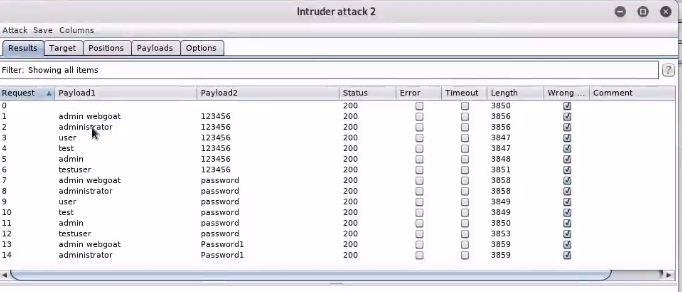 Intruder attack 2
Attack Save Columns
Results Target Positions Payloads Options
Filter: Showing all items ?
Request Payload1 Payload2 Status Error Timeout Length Wrong ... Comment
0 200 3850
1 admin webgoat 123456 200 3856
2 administrator 123456 200 3856
3 user 123456 200 3847
4 test 123456 200 3847
5 admin 123456 200 3848
6 testuser 123456 200 3851
7 admin webgoat password 200 3858
8 administrator password 200 3858
9 user password 200 3849
10 test password 200 3849
11 admin password 200 3850
12 testuser password 200 3853
13 admin webgoat Password1 200 3859
14 administrator Password1 200 3859